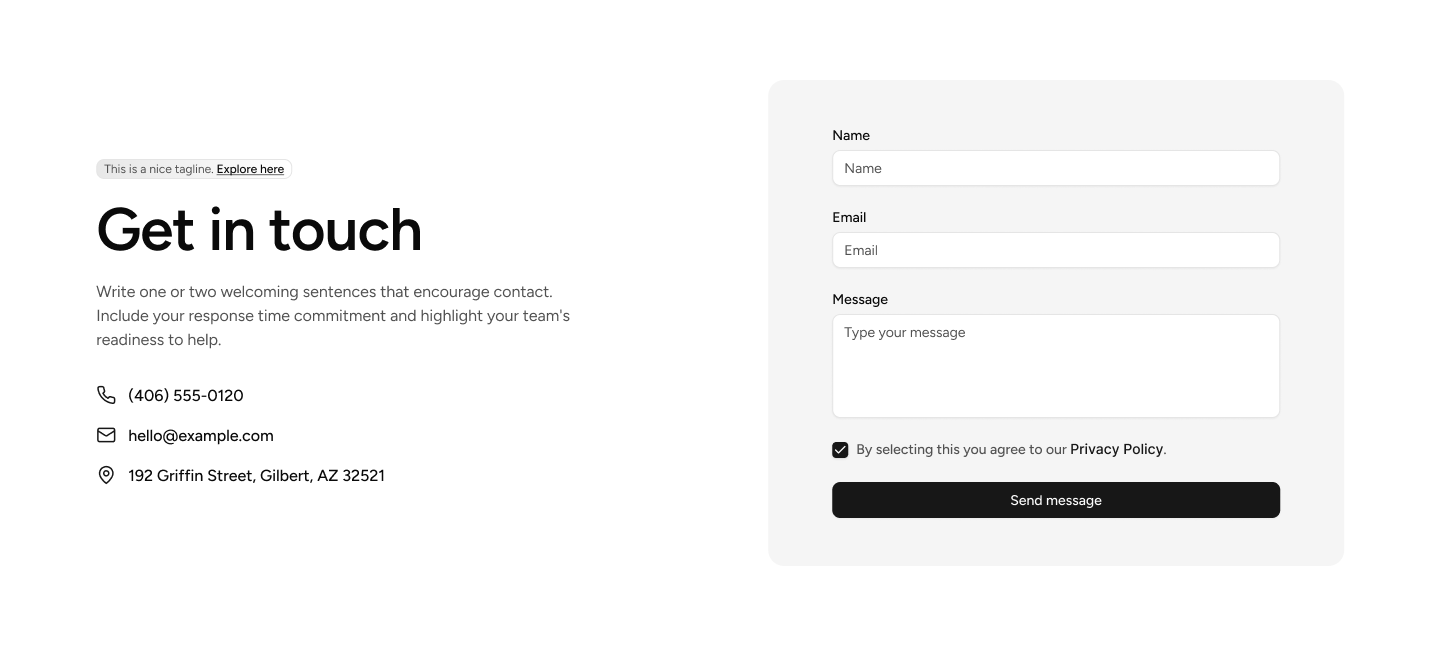 This is a nice tagline. Explore here
Get in touch
Write one or two welcoming sentences that encourage contact.
Include your response time commitment and highlight your team's
readiness to help.
(406) 555-0120
hello@example.com
192 Griffin Street, Gilbert, AZ 32521
Name
Name
Email
Email
Message
Type your message
By selecting this you agree to our Privacy Policy.
Send message